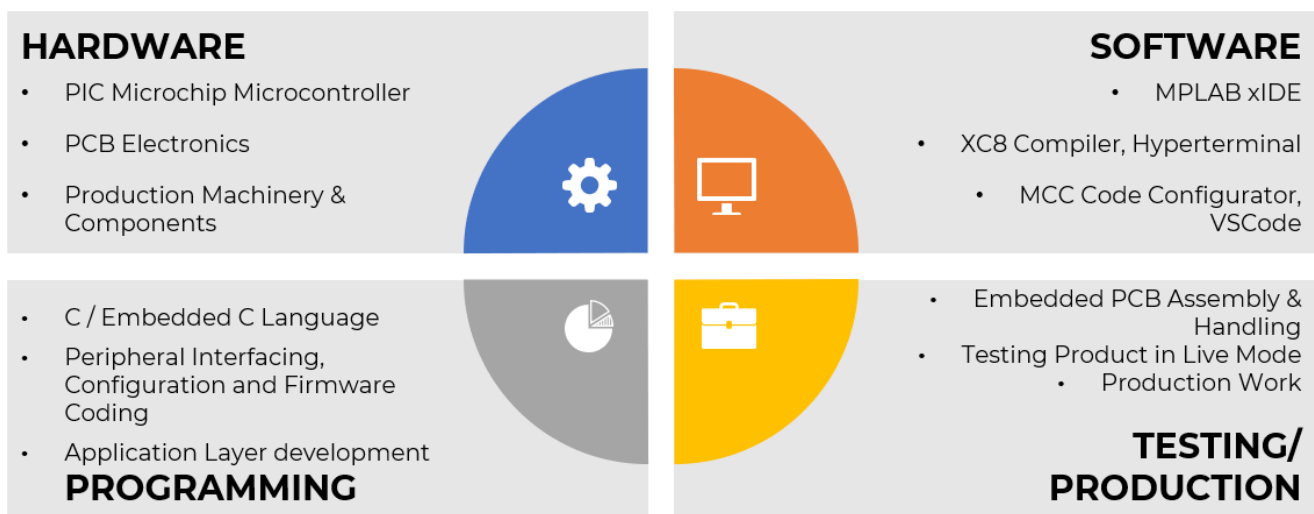 HARDWARE
• PIC Microchip Microcontroller
• PCB Electronics
• Production Machinery &
Components
SOFTWARE
• MPLAB xIDE
• XC8 Compiler, Hyperterminal
• MCC Code Configurator,
VSCode
• C / Embedded C Language
• Peripheral Interfacing,
Configuration and Firmware
Coding
• Application Layer development
PROGRAMMING
• Embedded PCB Assembly &
Handling
• Testing Product in Live Mode
• Production Work
TESTING/
PRODUCTION